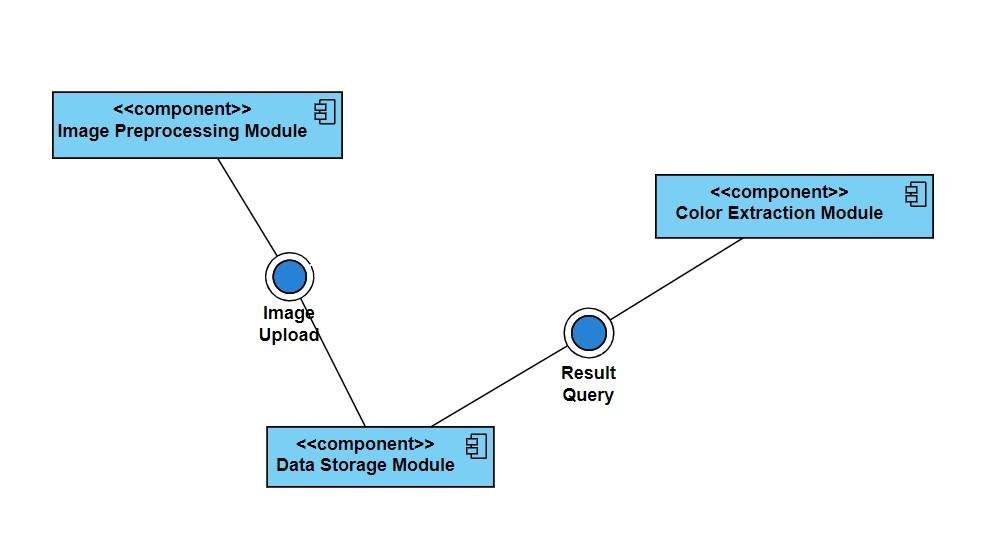 <<component>>
Image Preprocessing Module
<<component>>
Color Extraction Module
Image
Upload
Result
Query
<<component>>
Data Storage Module